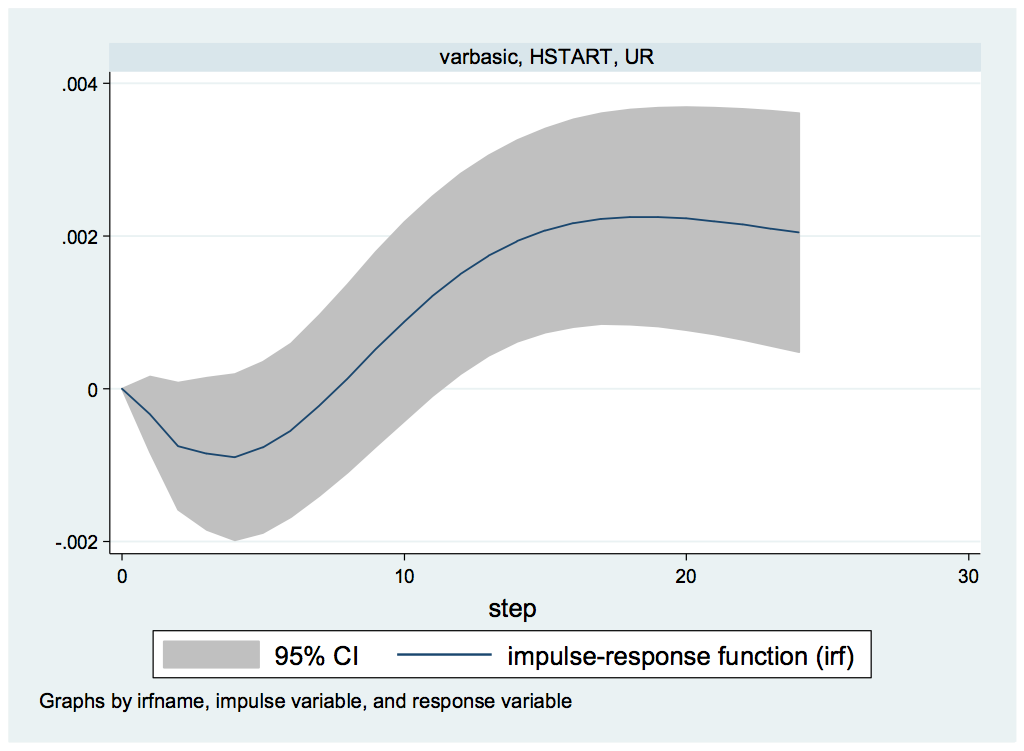 varbasic, HSTART, UR
.004
.002
0
-.002
0 10 20 30
step
95% CI impulse-response function (irf)
Graphs by irfname, impulse variable, and response variable